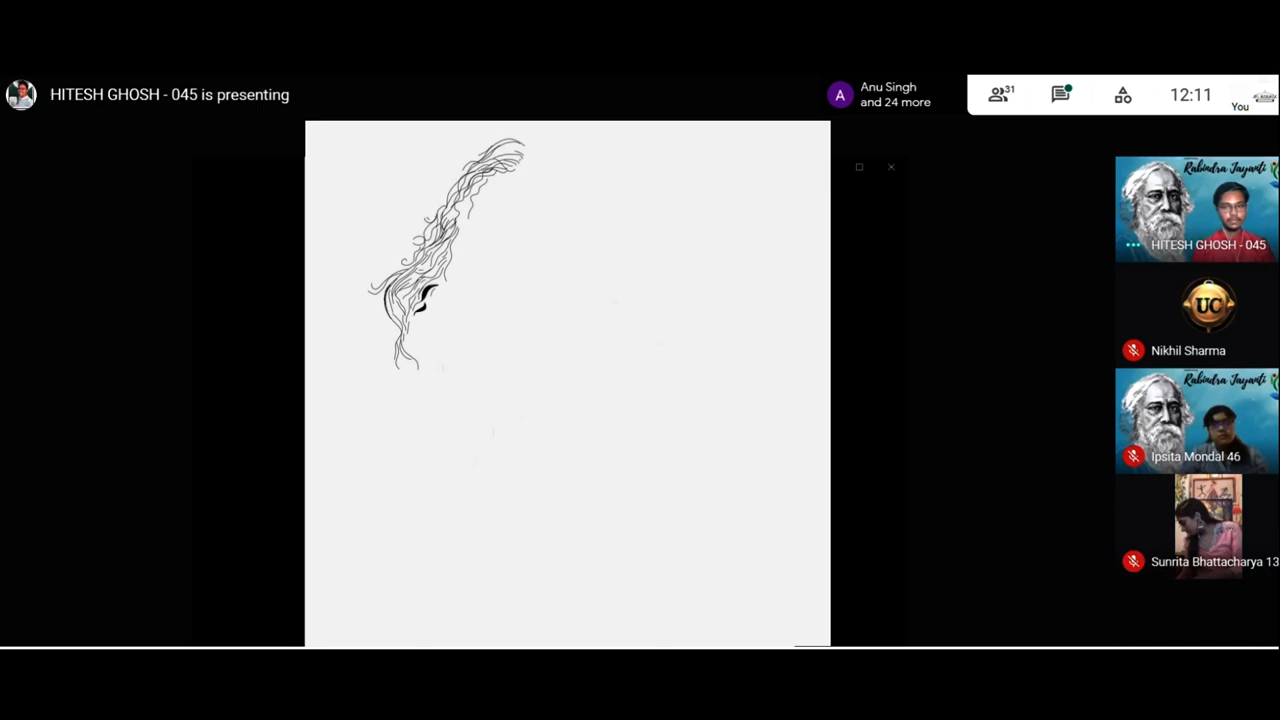 HITESH GHOSH - 045 is presenting
A
Anu Singh
and 24 more
31
12:11
You
Rabindra Jayanti
HITESH GHOSH - 045
UC
Nikhil Sharma
Rabindra Jayanti
Ipsita Mondal 46
Sunrita Bhattacharya 13